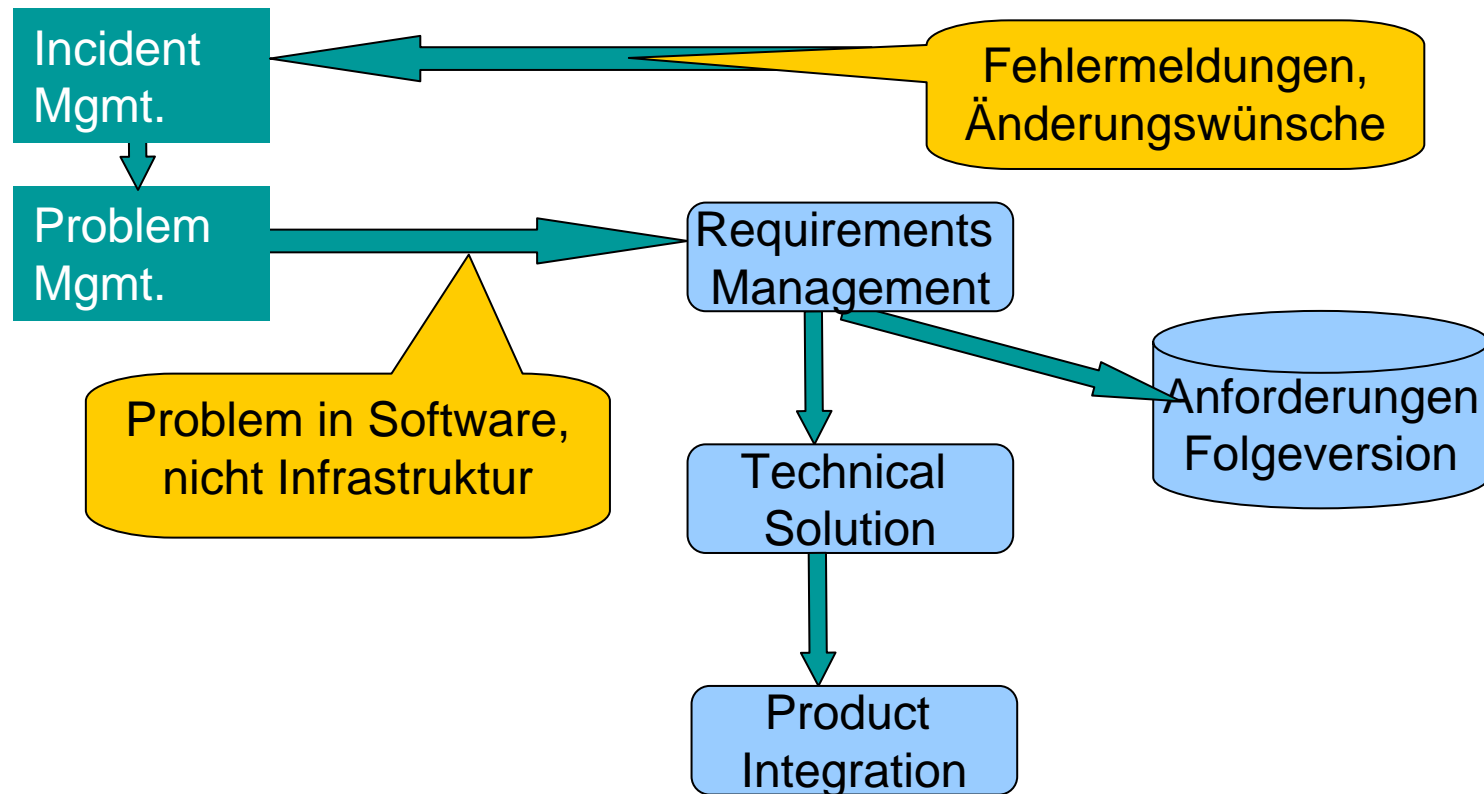 Incident
Mgmt.
Fehlermeldungen,
Änderungswünsche
Problem
Mgmt.
Requirements
Management
Problem in Software,
nicht Infrastruktur
Anforderungen
Folgeversion
Technical
Solution
Product
Integration